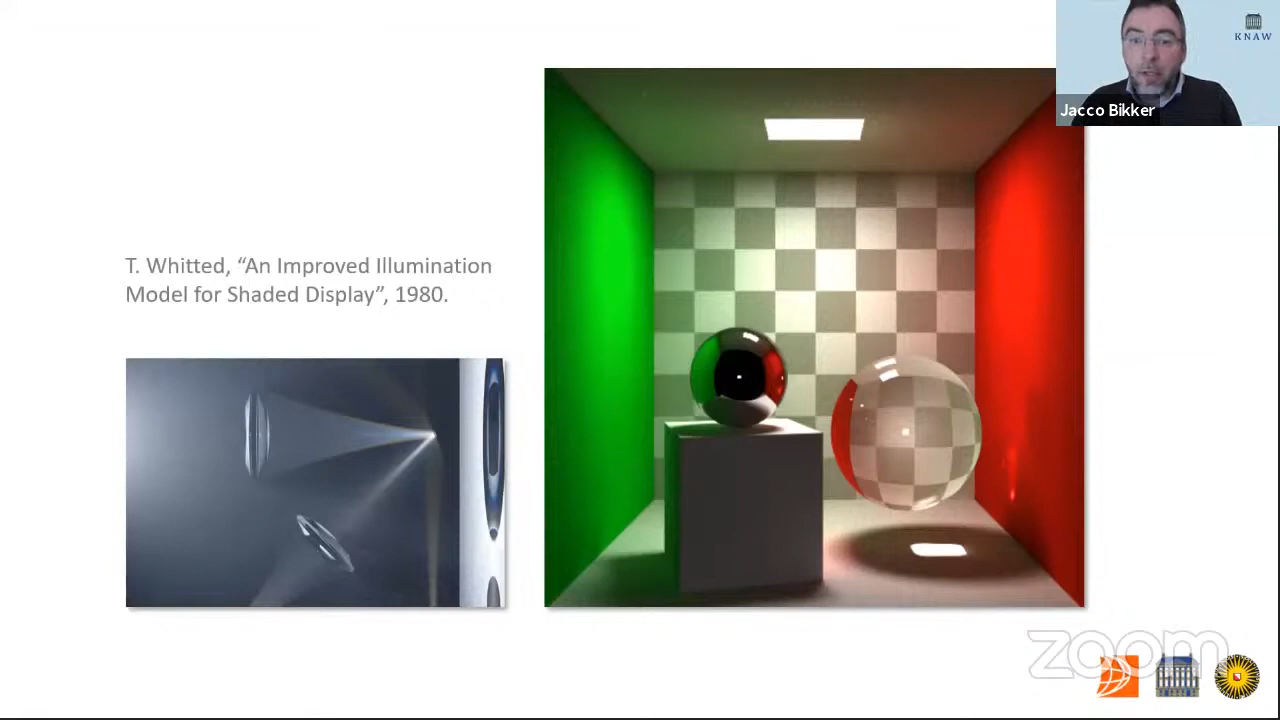 KNAW
Jacco Bikker
T. Whitted, “An Improved Illumination
Model for Shaded Display”, 1980.
zoom